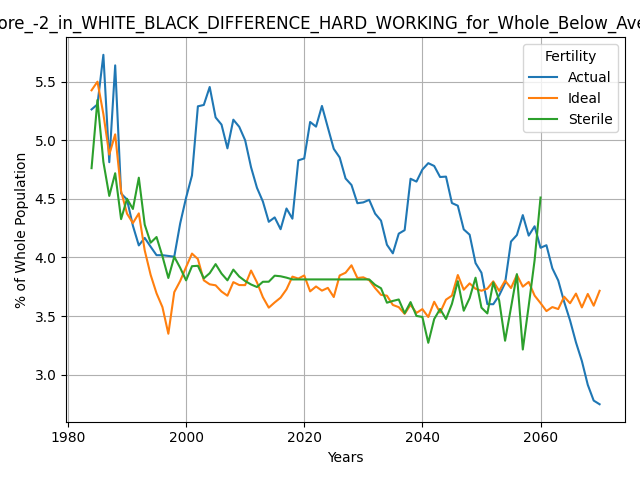 ore_-2_in_WHITE_BLACK_DIFFERENCE_HARD_WORKING_for_Whole_Below_Ave
Fertility
Actual
Ideal
Sterile
% of Whole Population
5.5
5.0
4.5
4.0
3.5
3.0
1980
2000
2020
2040
2060
Years